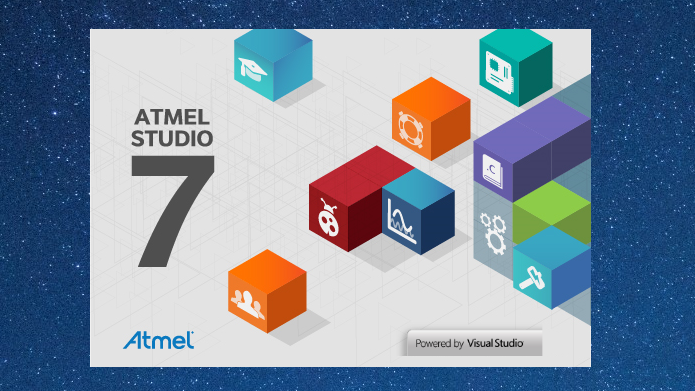 ATMEL
STUDIO
7
.C
Atmel
Powered by Visual Studio